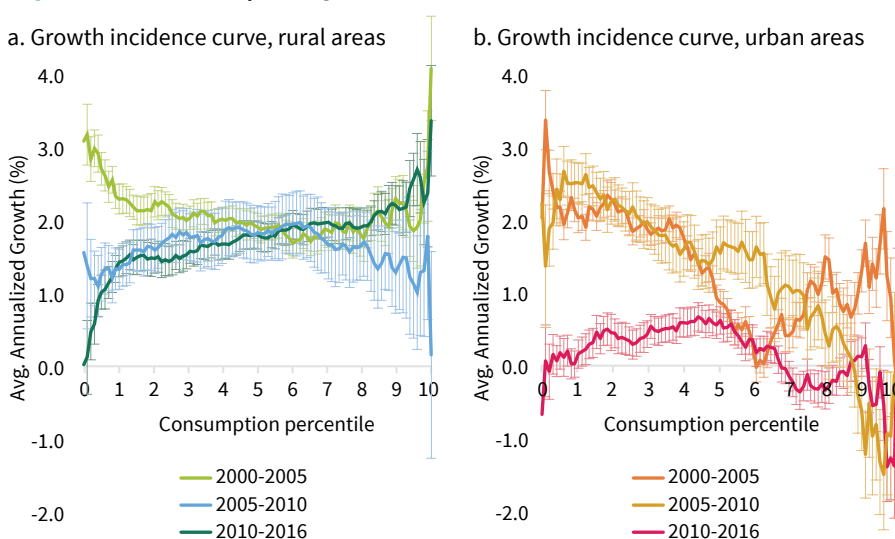 a. Growth incidence curve, rural areas
Avg. Annualized Growth (%)
4.0
3.0
2.0
1.0
0.0
-1.0
-2.0
0 1 2 3 4 5 6 7 8 9 10
Consumption percentile
2000-2005
2005-2010
2010-2016
b. Growth incidence curve, urban areas
Avg. Annualized Growth (%)
4.0
3.0
2.0
1.0
0.0
-1.0
-2.0
0 1 2 3 4 5 6 7 8 9 10
Consumption percentile
2000-2005
2005-2010
2010-2016